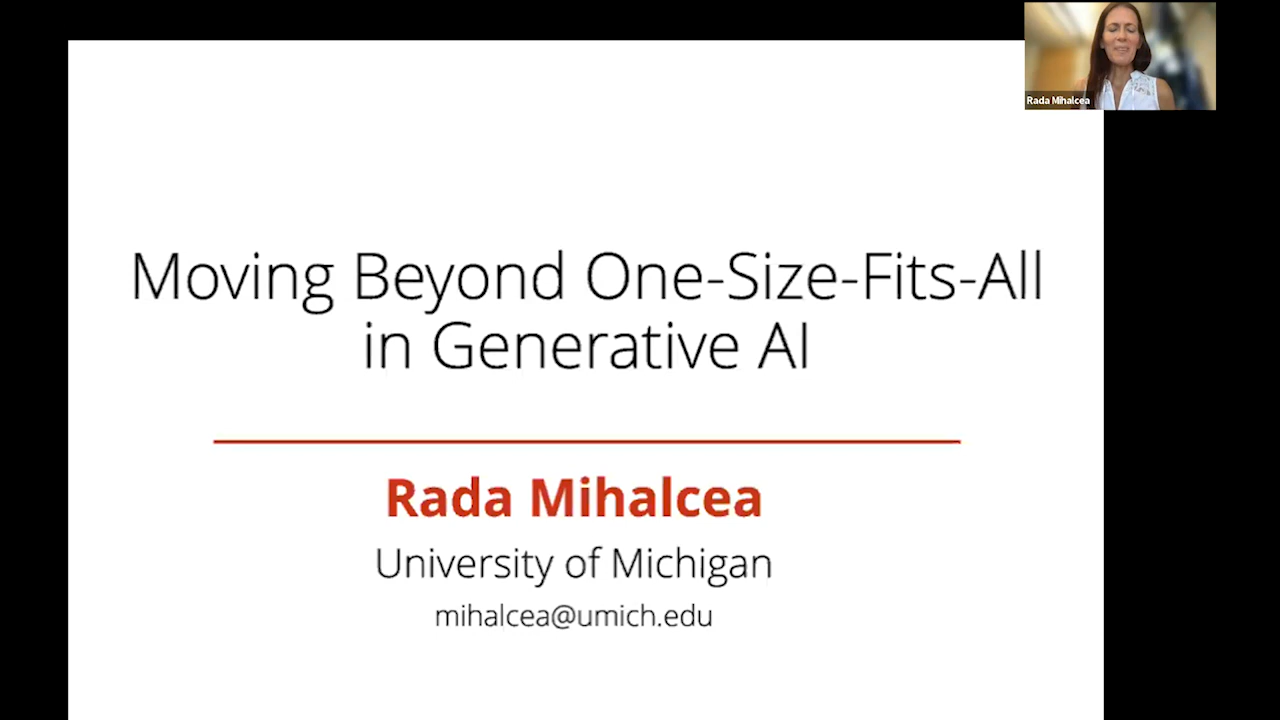 Rada Mihalcea
Moving Beyond One-Size-Fits-All
in Generative AI
Rada Mihalcea
University of Michigan
mihalcea@umich.edu